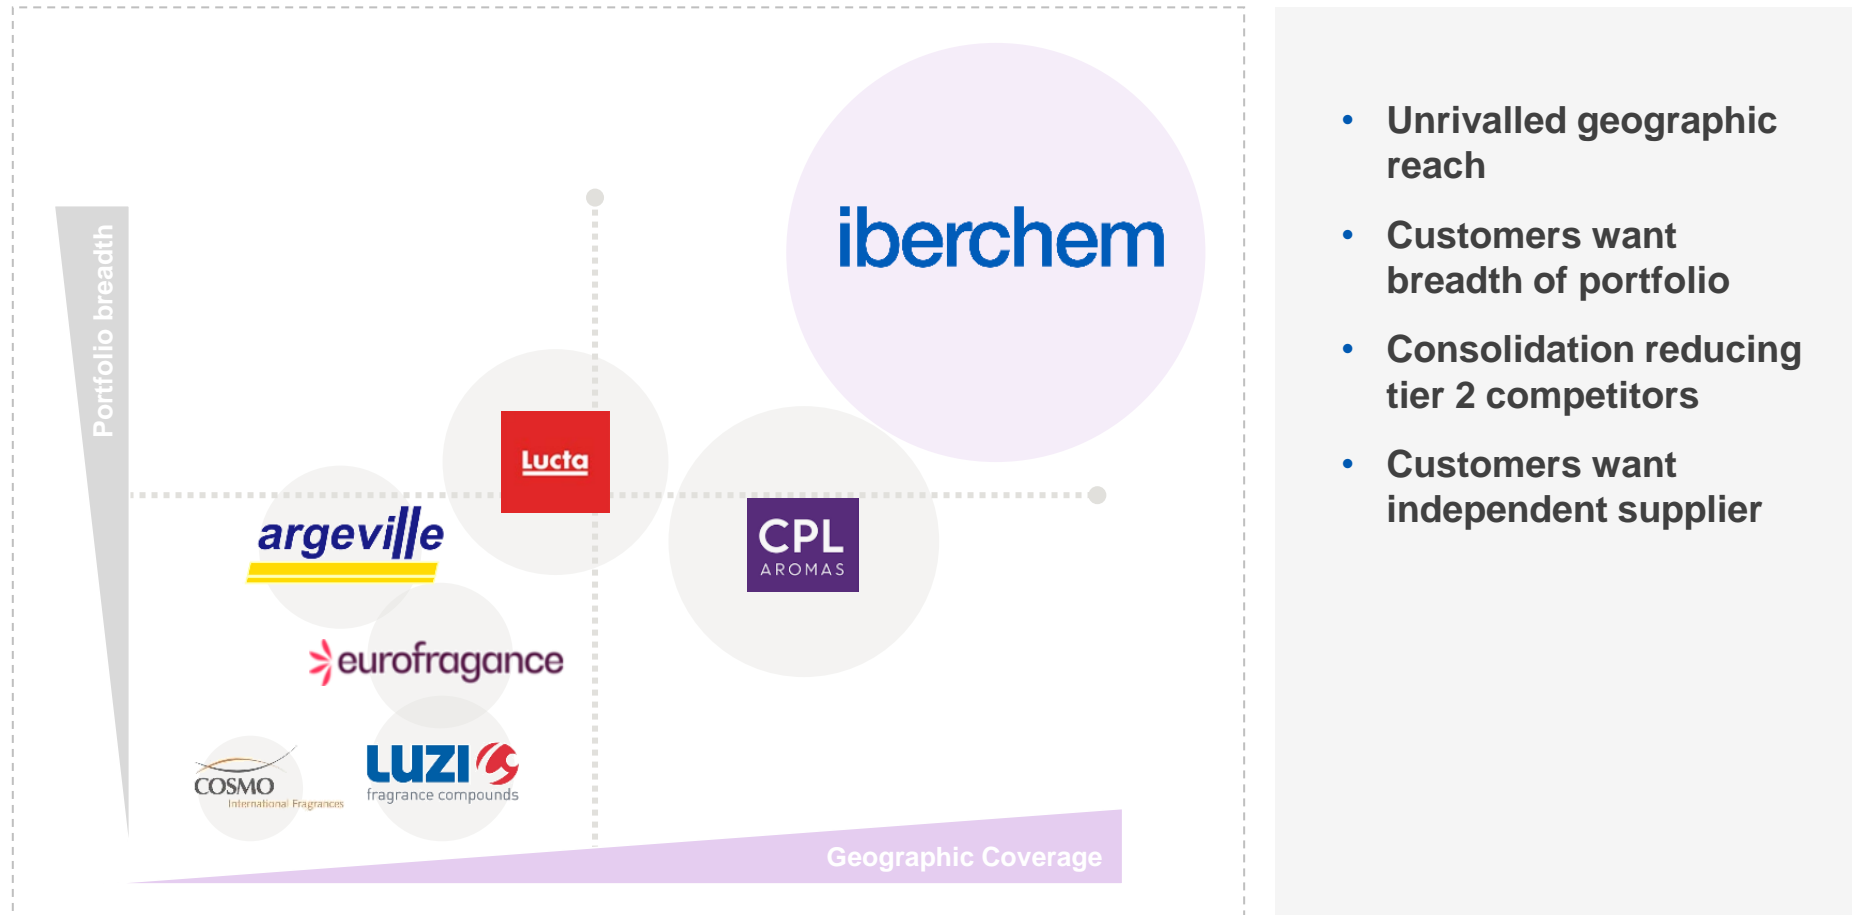 Portfolio breadth
iberchem
Lucta
CPL
AROMAS
argeville
eurofragance
COSMO
International Fragrances
LUZI
fragrance compounds
Geographic Coverage
• Unrivalled geographic
reach
• Customers want
breadth of portfolio
• Consolidation reducing
tier 2 competitors
• Customers want
independent supplier